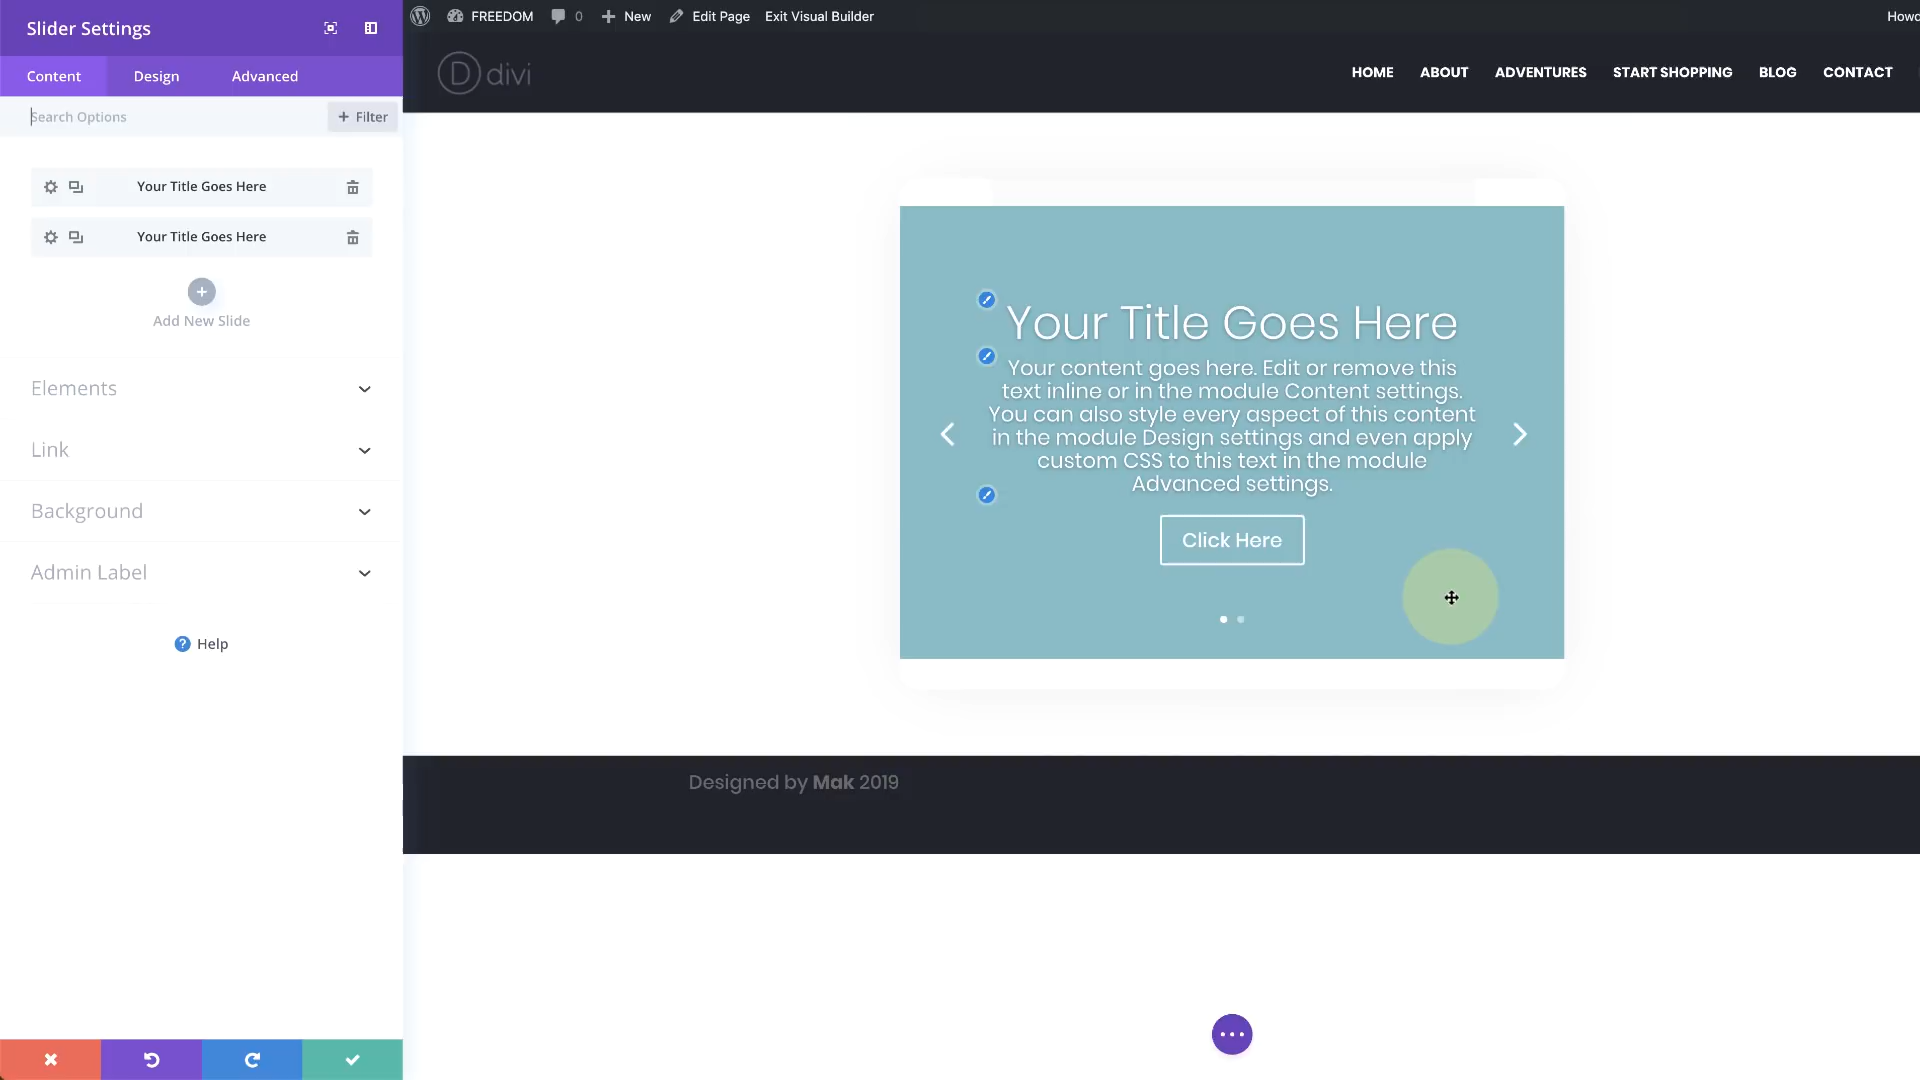 Slider Settings
Content
Design
Advanced
Search Options
+ Filter
Your Title Goes Here
Your Title Goes Here
Add New Slide
Elements
Link
Background
Admin Label
? Help
FREEDOM
0
New
Edit Page
Exit Visual Builder
Howd
D divi
HOME
ABOUT
ADVENTURES
START SHOPPING
BLOG
CONTACT
Your Title Goes Here
Your content goes here. Edit or remove this
text inline or in the module Content settings.
You can also style every aspect of this content
in the module Design settings and even apply
custom CSS to this text in the module
Advanced settings.
Click Here
Designed by Mak 2019